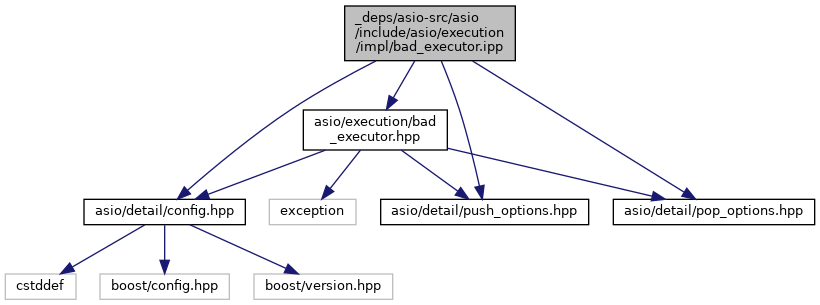 _deps/asio-src/asio
/include/asio/execution
/impl/bad_executor.ipp
asio/execution/bad
_executor.hpp
asio/detail/config.hpp
exception
asio/detail/push_options.hpp
asio/detail/pop_options.hpp
cstddef
boost/config.hpp
boost/version.hpp